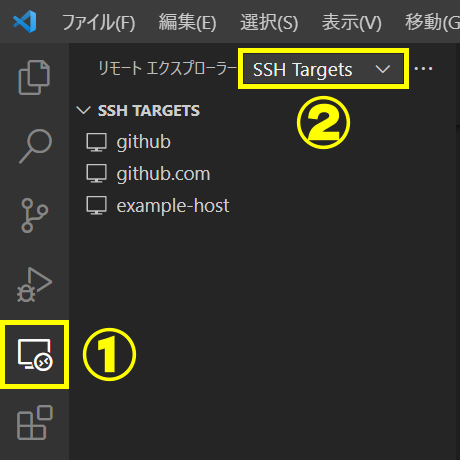 ファイル(F) 編集(E) 選択(S) 表示(V) 移動(G
リモート エクスプローラー SSH Targets ...
②
SSH TARGETS
github
github.com
example-host
①